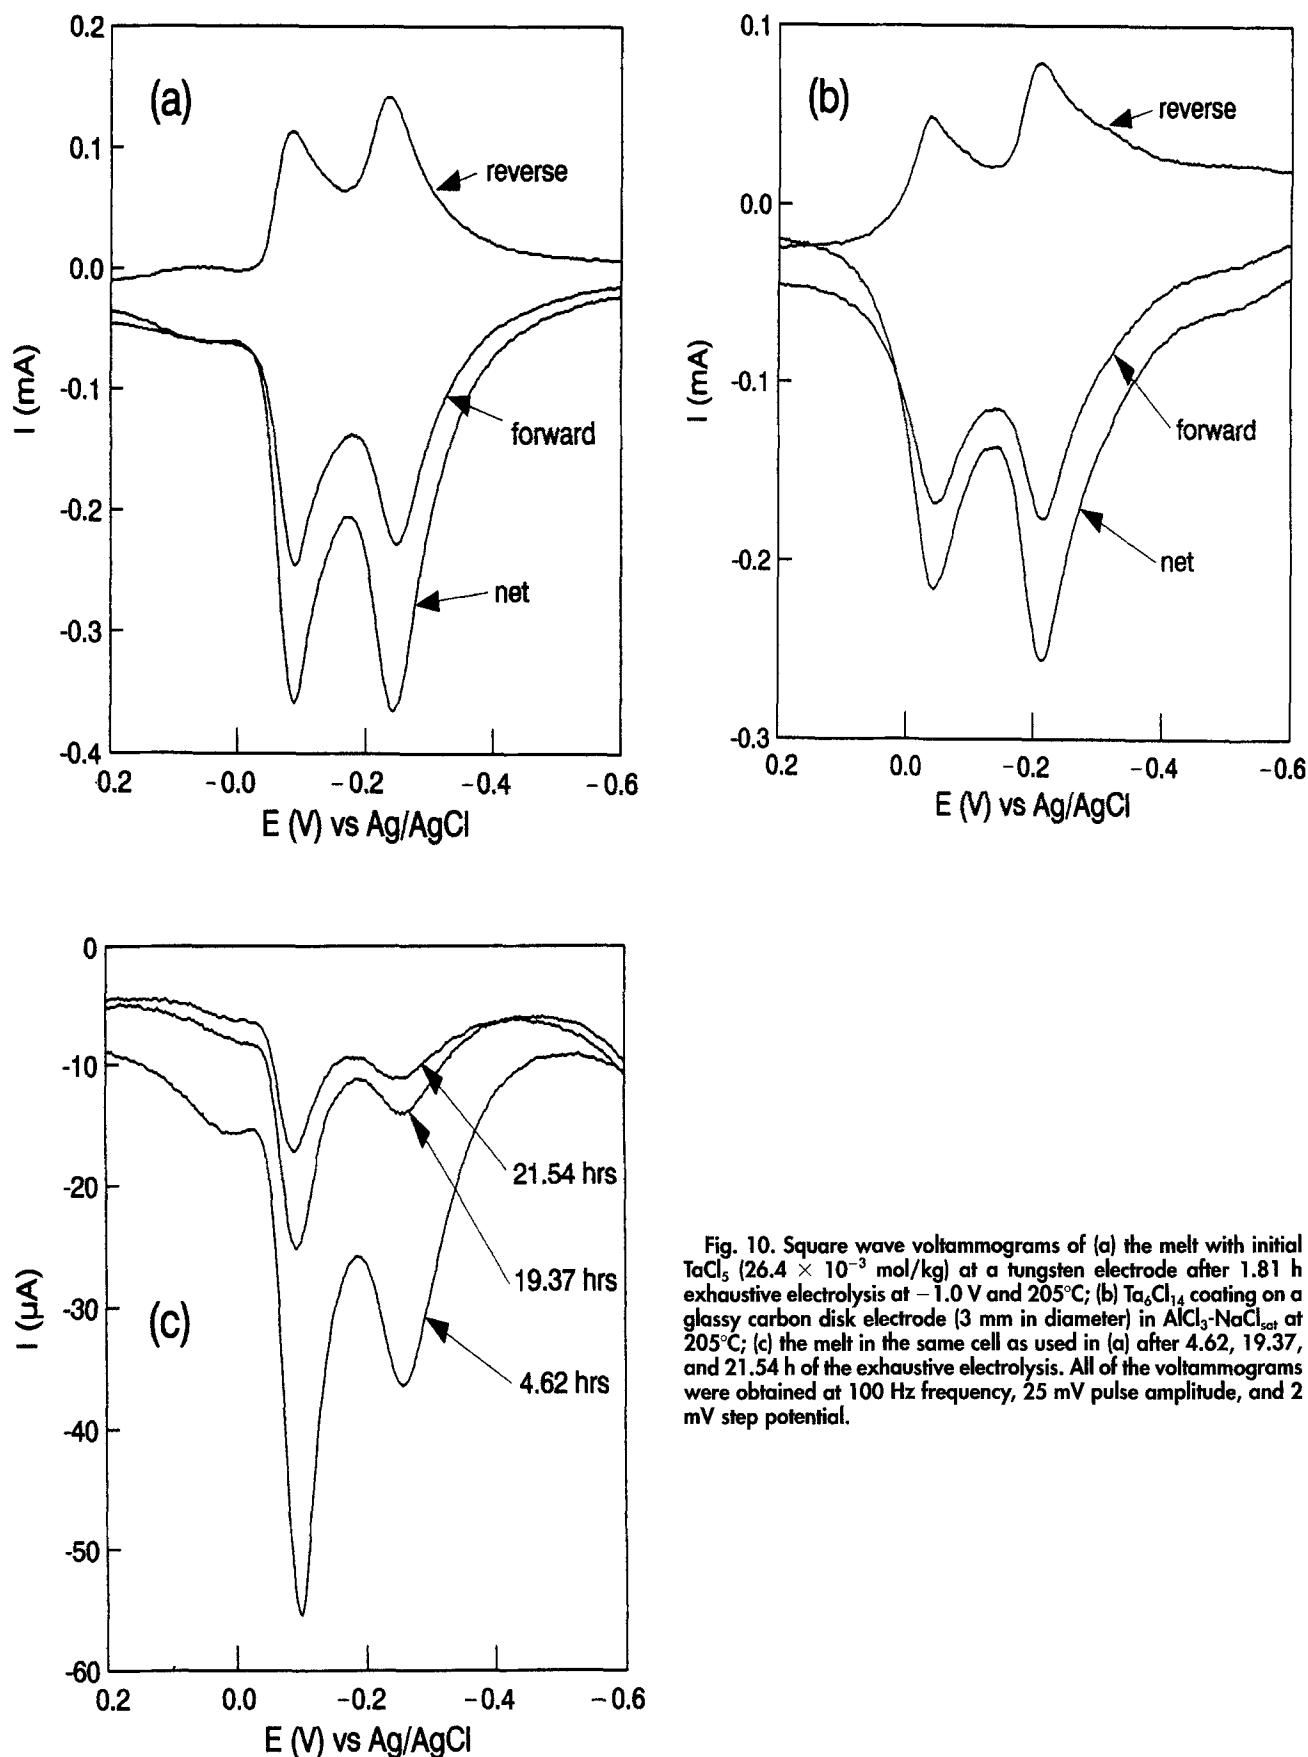 (a)
0.2
0.1
0.0
-0.1
-0.2
-0.3
-0.4
I (mA)
reverse
forward
net
0.2
-0.0
-0.2
-0.4
-0.6
E (V) vs Ag/AgCl
(b)
0.1
0.0
-0.1
-0.2
-0.3
I (mA)
reverse
forward
net
0.2
0.0
-0.2
-0.4
-0.6
E (V) vs Ag/AgCl
(c)
0
-10
-20
-30
-40
-50
-60
I (μA)
21.54 hrs
19.37 hrs
4.62 hrs
0.2
0.0
-0.2
-0.4
-0.6
E (V) vs Ag/AgCl
Fig. 10. Square wave voltammograms of (a) the melt with initial
TaCl₅ (26.4 × 10⁻³ mol/kg) at a tungsten electrode after 1.81 h
exhaustive electrolysis at −1.0 V and 205°C; (b) Ta₆Cl₁₄ coating on a
glassy carbon disk electrode (3 mm in diameter) in AlCl₃-NaClₛₐₜ at
205°C; (c) the melt in the same cell as used in (a) after 4.62, 19.37,
and 21.54 h of the exhaustive electrolysis. All of the voltammograms
were obtained at 100 Hz frequency, 25 mV pulse amplitude, and 2
mV step potential.